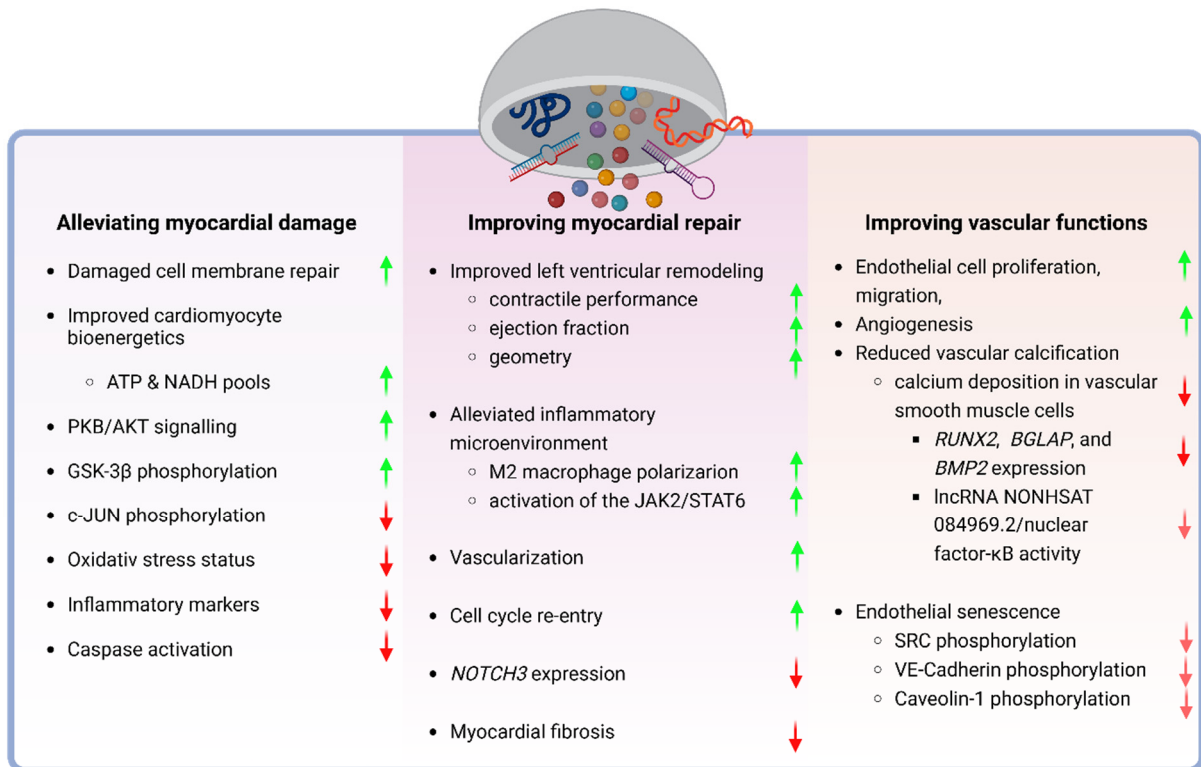 Alleviating myocardial damage
• Damaged cell membrane repair
• Improved cardiomyocyte
bioenergetics
○ ATP & NADH pools
• PKB/AKT signalling
• GSK-3β phosphorylation
• c-JUN phosphorylation
• Oxidativ stress status
• Inflammatory markers
• Caspase activation
Improving myocardial repair
• Improved left ventricular remodeling
○ contractile performance
○ ejection fraction
○ geometry
• Alleviated inflammatory
microenvironment
○ M2 macrophage polarizarion
○ activation of the JAK2/STAT6
• Vascularization
• Cell cycle re-entry
• NOTCH3 expression
• Myocardial fibrosis
Improving vascular functions
• Endothelial cell proliferation,
migration,
• Angiogenesis
• Reduced vascular calcification
○ calcium deposition in vascular
smooth muscle cells
▪ RUNX2, BGLAP, and
BMP2 expression
▪ lncRNA NONHSAT
084969.2/nuclear
factor-κB activity
• Endothelial senescence
○ SRC phosphorylation
○ VE-Cadherin phosphorylation
○ Caveolin-1 phosphorylation